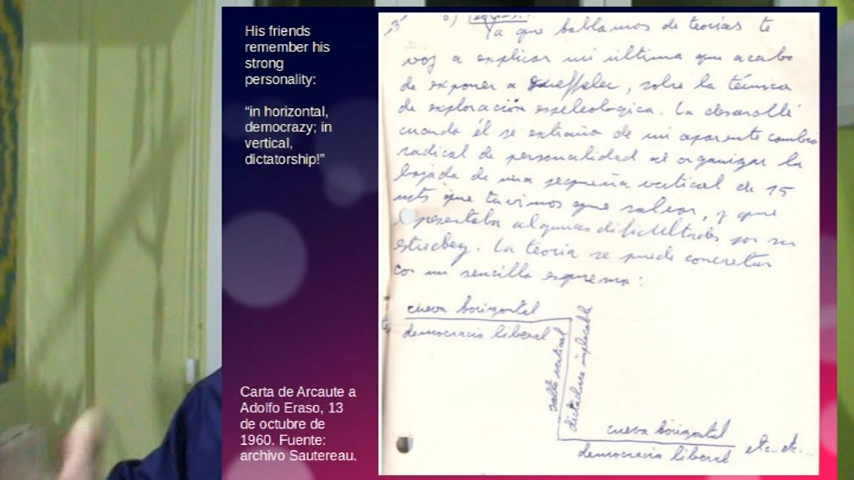 His friends
remember his
strong
personality:
“in horizontal,
democrazy; in
vertical,
dictatorship!”
Carta de Arcaute a
Adolfo Eraso, 13
de octubre de
1960. Fuente:
archivo Sautereau.
Ya que hablamos de teorías te
voy a explicar mi última que acabo
de exponer a , sobre la técnica
de exploración espeleológica. La desarrollé
cuando él se extraño de mi aparente cambio
radical de personalidad al organizar la
bajada de una pequeña vertical de 15
mts que tuvimos que salvar, y que
presentaba algunas dificultades por su
estrechez. La teoría se puede concretar
con un sencillo esquema:
cueva horizontal
democracia liberal
salto vertical
dictadura implacable
cueva horizontal
democracia liberal
etc.. etc...